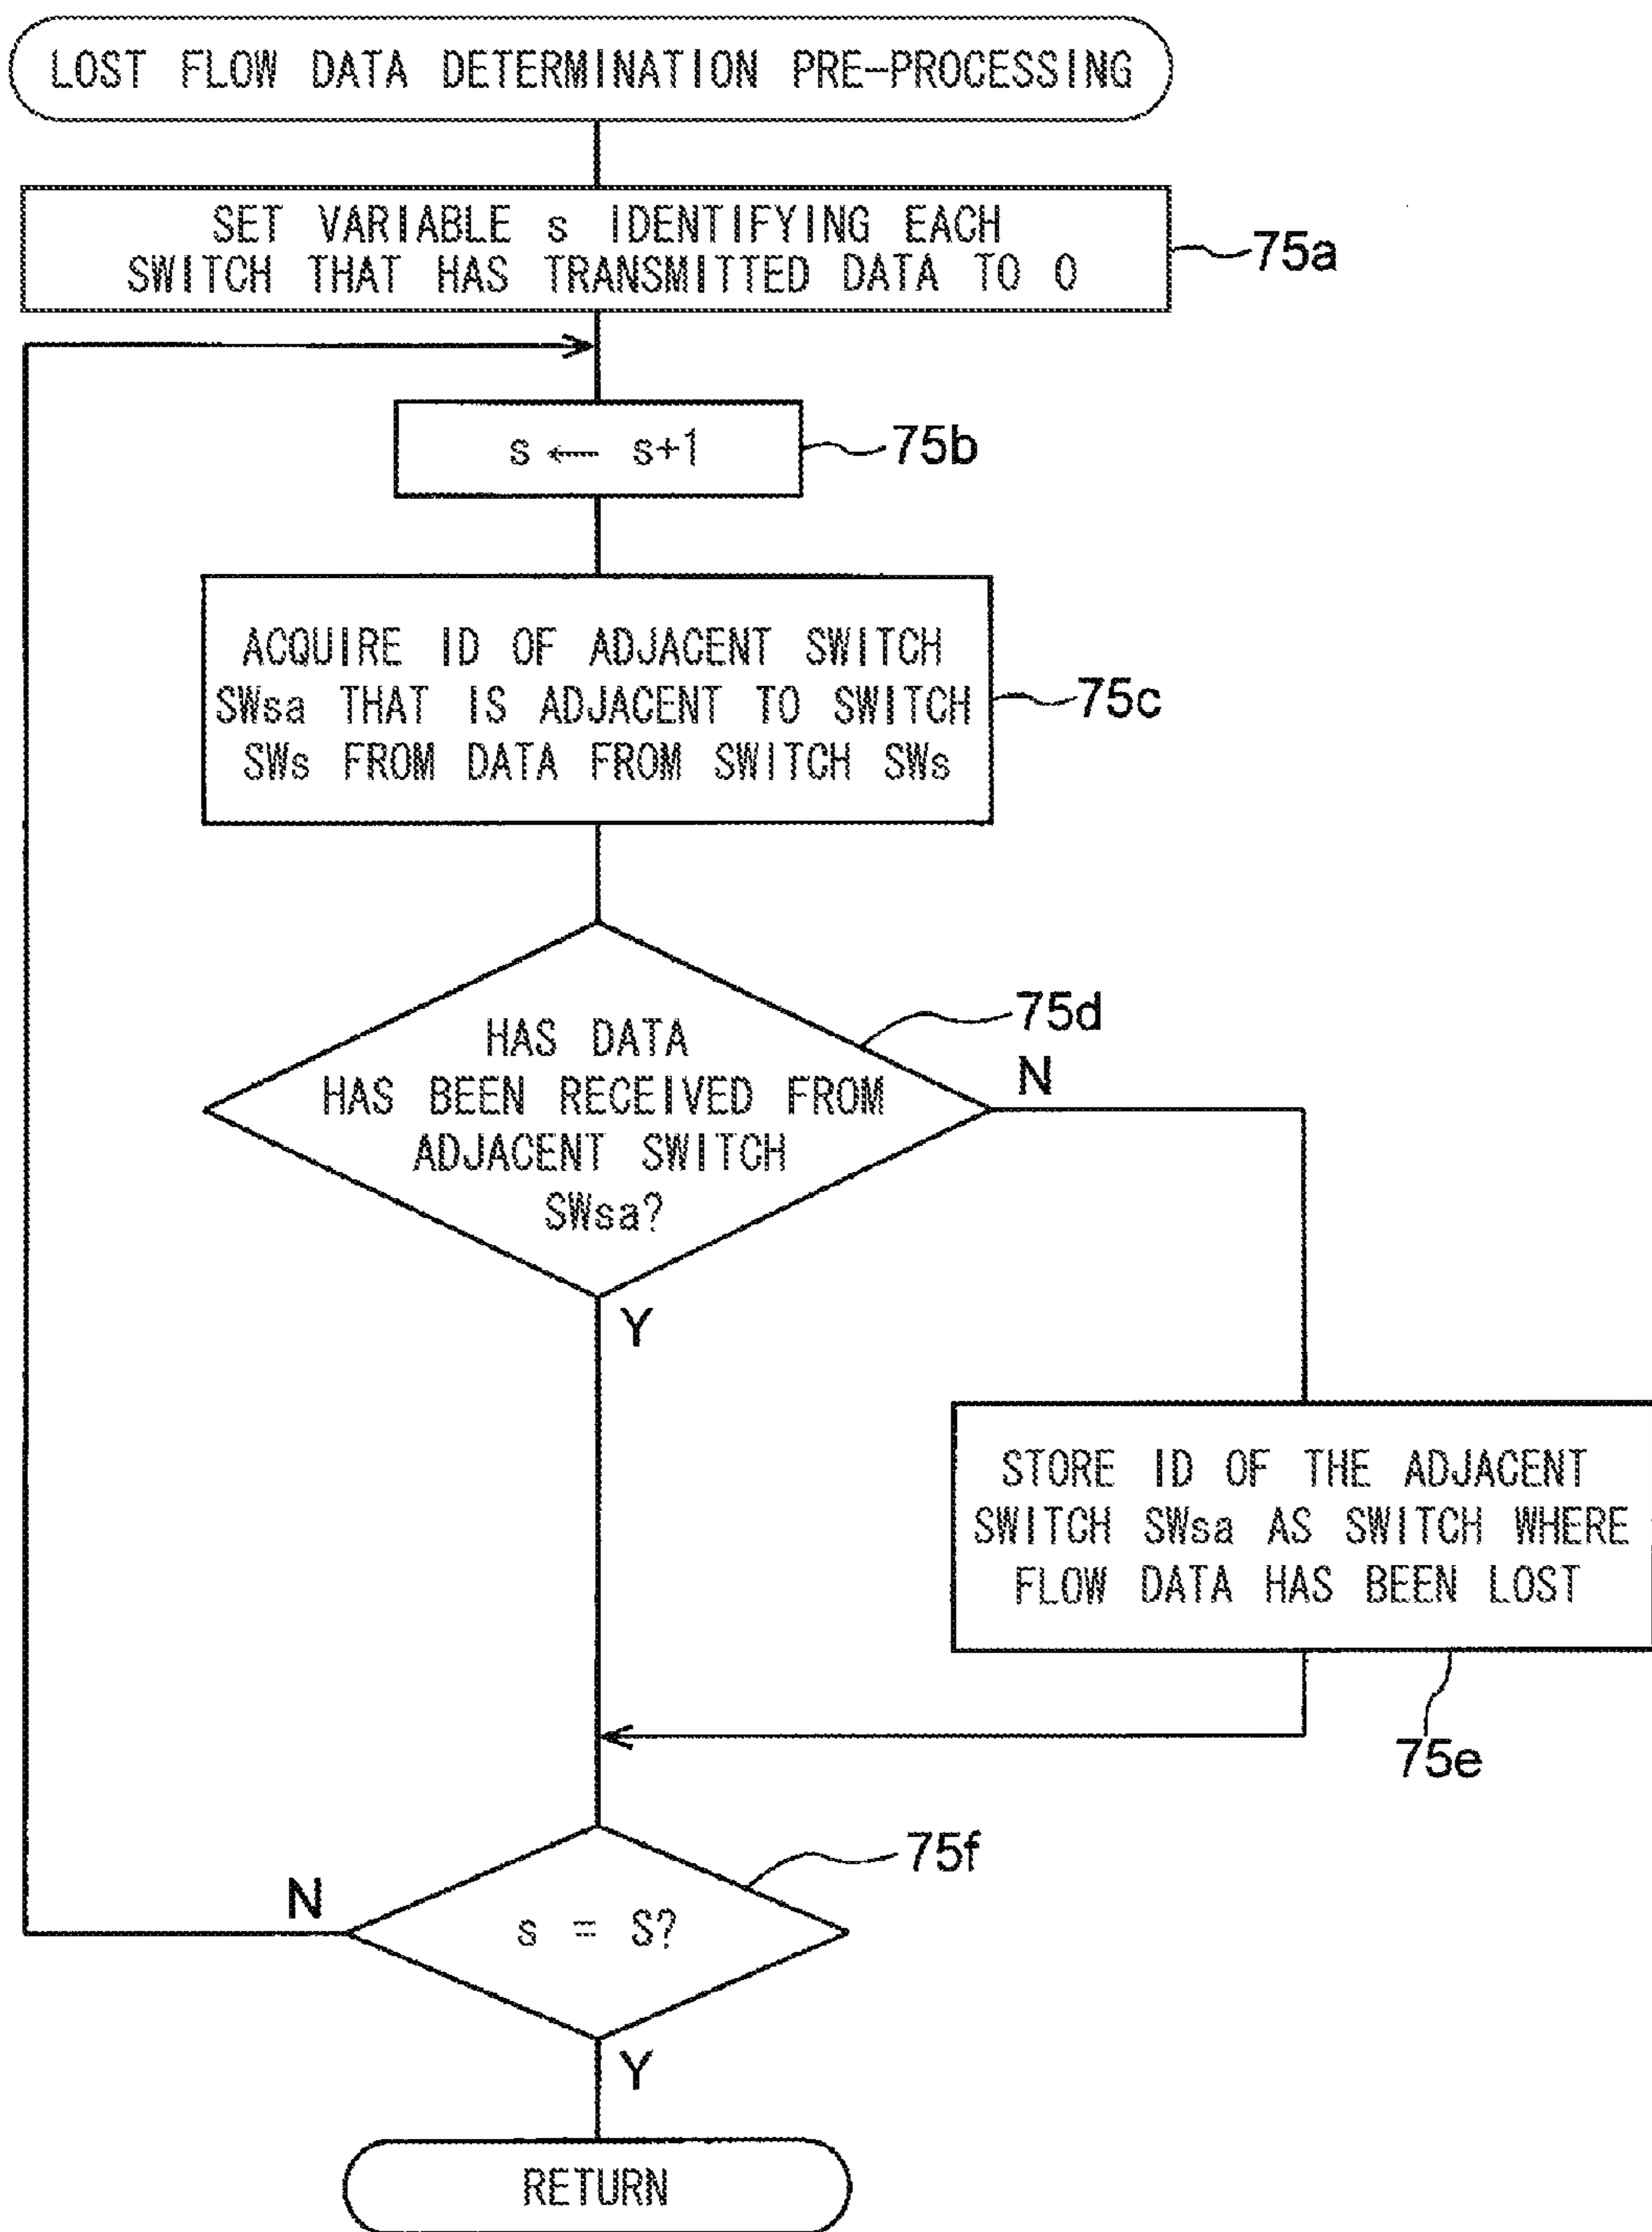 LOST FLOW DATA DETERMINATION PRE-PROCESSING
SET VARIABLE s IDENTIFYING EACH
SWITCH THAT HAS TRANSMITTED DATA TO 0
75a
s ← s+1
75b
ACQUIRE ID OF ADJACENT SWITCH
SWsa THAT IS ADJACENT TO SWITCH
SWs FROM DATA FROM SWITCH SWs
75c
HAS DATA
HAS BEEN RECEIVED FROM
ADJACENT SWITCH
SWsa?
75d
N
Y
STORE ID OF THE ADJACENT
SWITCH SWsa AS SWITCH WHERE
FLOW DATA HAS BEEN LOST
75e
s = S?
75f
N
Y
RETURN